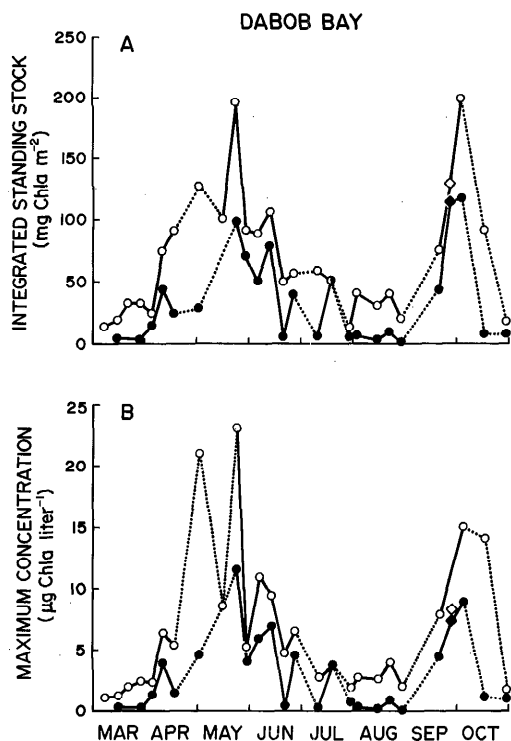 DABOB BAY
A
INTEGRATED STANDING STOCK
(mg Chla m⁻²)
250
200
150
100
50
0
B
MAXIMUM CONCENTRATION
(µg Chla liter⁻¹)
25
20
15
10
5
0
MAR APR MAY JUN JUL AUG SEP OCT